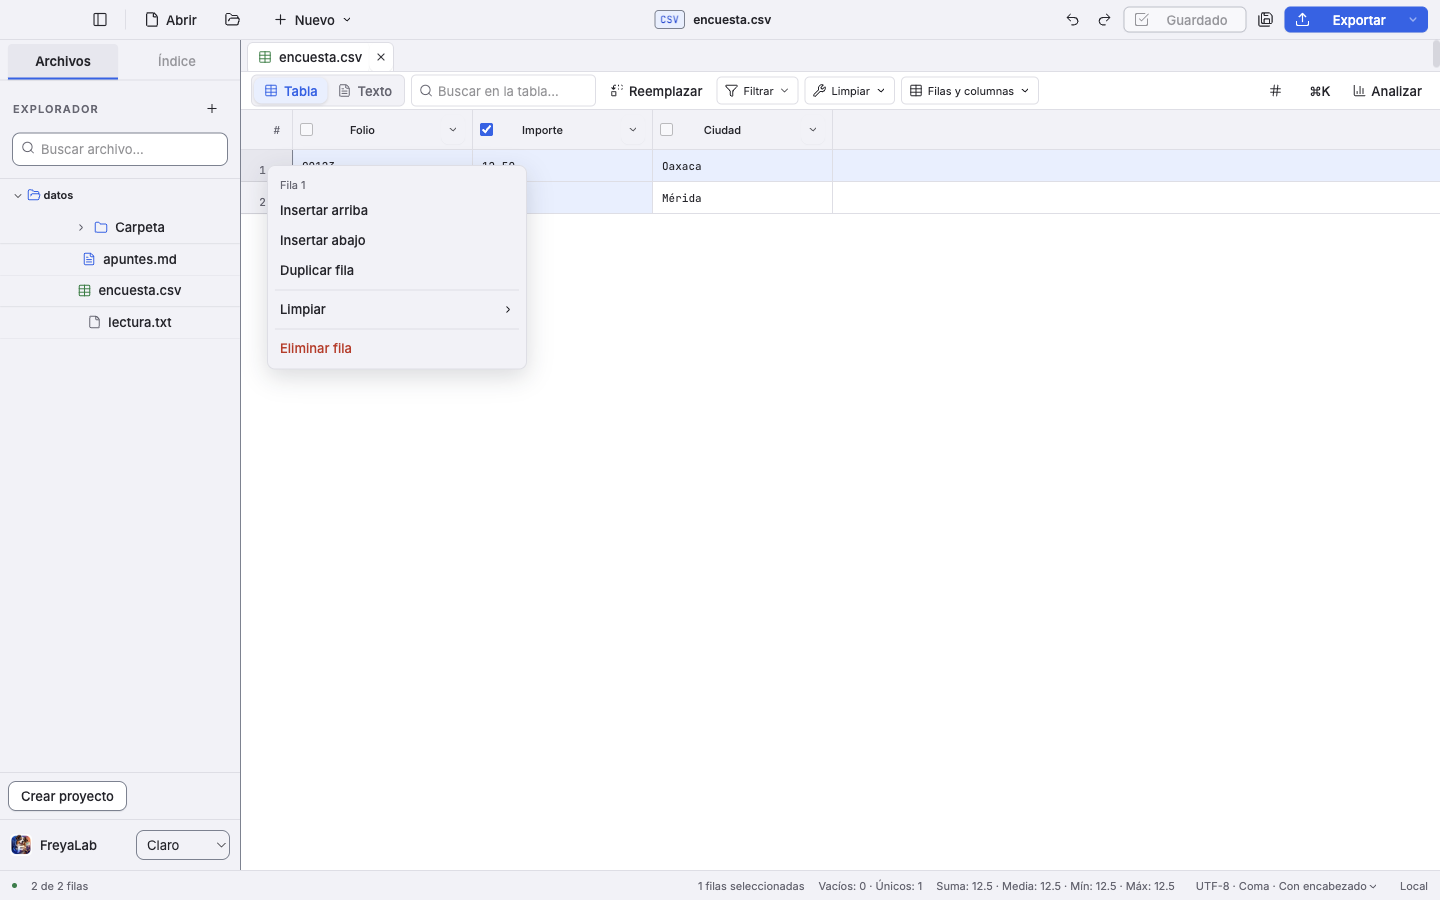 Abrir
Nuevo
CSV encuesta.csv
Guardado
Exportar
Archivos
Índice
encuesta.csv
EXPLORADOR
Tabla
Texto
Buscar en la tabla...
Reemplazar
Filtrar
Limpiar
Filas y columnas
#
⌘K
Analizar
Buscar archivo...
# Folio Importe Ciudad
1 Oaxaca
2 Mérida
datos
Carpeta
apuntes.md
encuesta.csv
lectura.txt
Fila 1
Insertar arriba
Insertar abajo
Duplicar fila
Limpiar
Eliminar fila
Crear proyecto
FreyaLab
Claro
2 de 2 filas
1 filas seleccionadas
Vacíos: 0 · Únicos: 1
Suma: 12.5 · Media: 12.5 · Mín: 12.5 · Máx: 12.5
UTF-8 · Coma · Con encabezado
Local